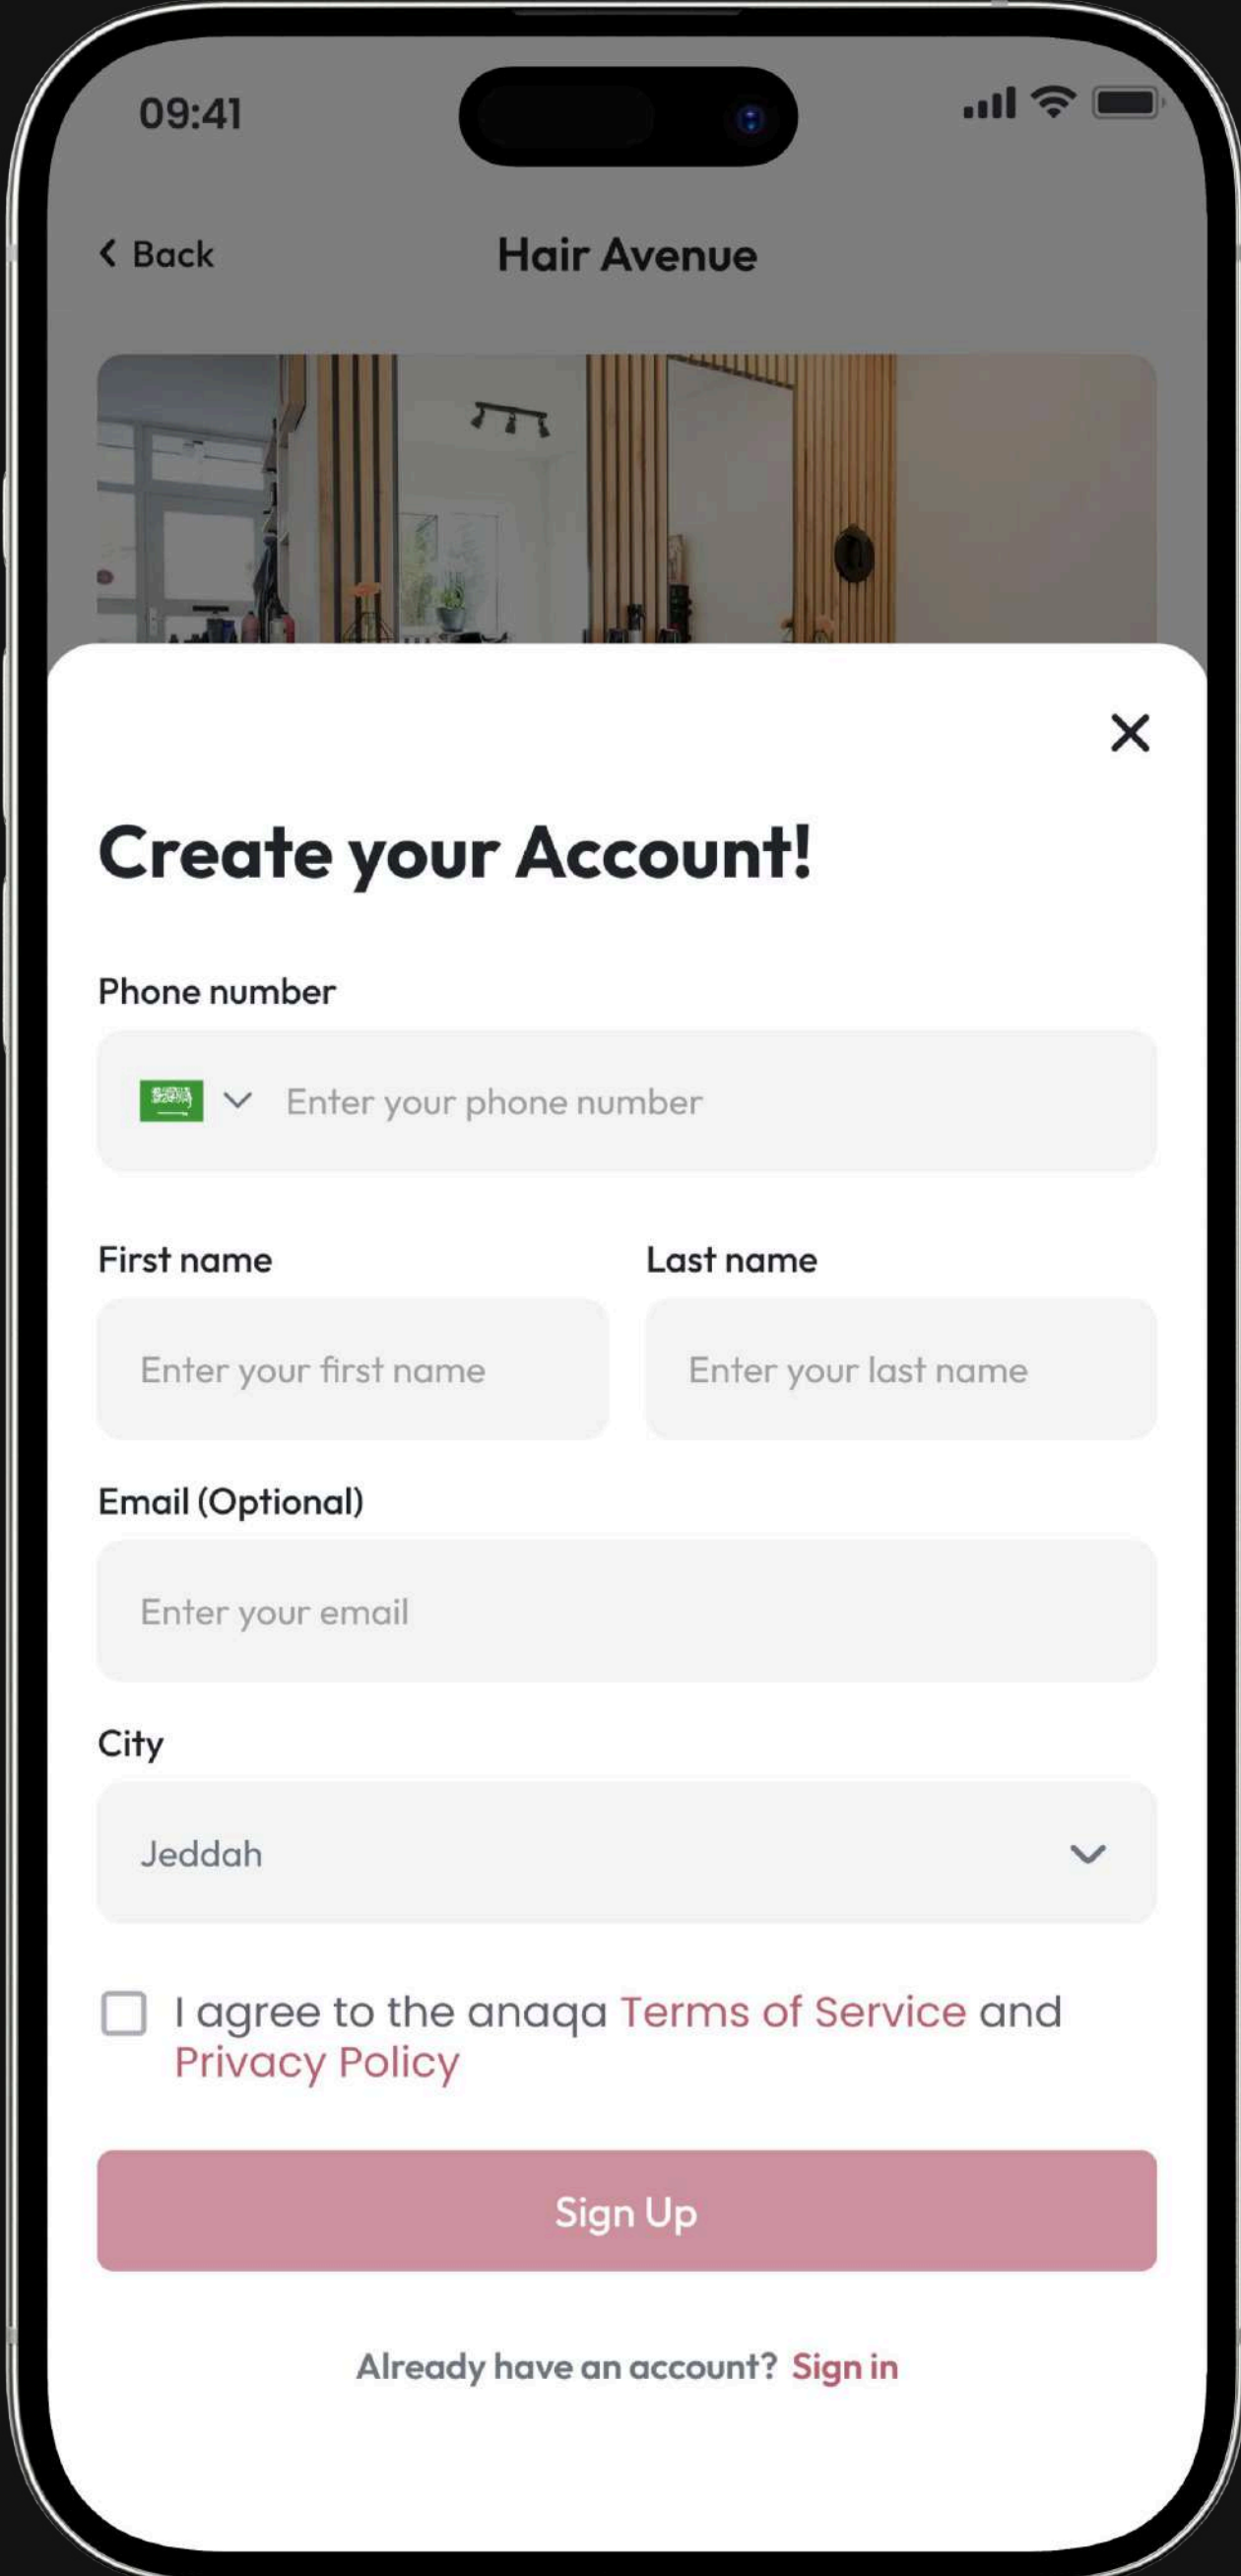 09:41
Back
Hair Avenue
Create your Account!
Phone number
Enter your phone number
First name
Last name
Enter your first name
Enter your last name
Email (Optional)
Enter your email
City
Jeddah
I agree to the anaqa Terms of Service and
Privacy Policy
Sign Up
Already have an account? Sign in